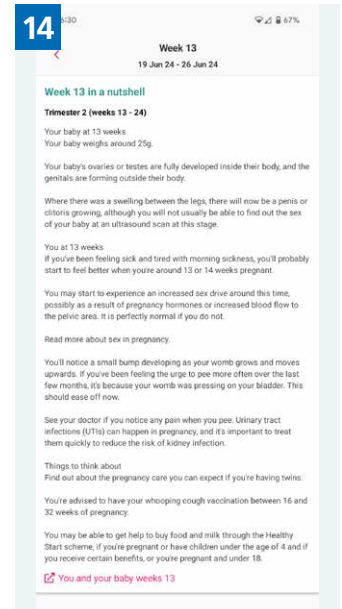 14
6:30
67%
Week 13
19 Jun 24 - 26 Jun 24
Week 13 in a nutshell
Trimester 2 (weeks 13 - 24)
Your baby at 13 weeks
Your baby weighs around 25g.
Your baby's ovaries or testes are fully developed inside their body, and the
genitals are forming outside their body.
Where there was a swelling between the legs, there will now be a penis or
clitoris growing, although you will not usually be able to find out the sex
of your baby at an ultrasound scan at this stage.
You at 13 weeks
If you've been feeling sick and tired with morning sickness, you'll probably
start to feel better when you're around 13 or 14 weeks pregnant.
You may start to experience an increased sex drive around this time,
possibly as a result of pregnancy hormones or increased blood flow to
the pelvic area. It is perfectly normal if you do not.
Read more about sex in pregnancy.
You'll notice a small bump developing as your womb grows and moves
upwards. If you've been feeling the urge to pee more often over the last
few months, it's because your womb was pressing on your bladder. This
should ease off now.
See your doctor if you notice any pain when you pee. Urinary tract
infections (UTIs) can happen in pregnancy, and it's important to treat
them quickly to reduce the risk of kidney infection.
Things to think about
Find out about the pregnancy care you can expect if you're having twins.
You're advised to have your whooping cough vaccination between 16 and
32 weeks of pregnancy.
You may be able to get help to buy food and milk through the Healthy
Start scheme, if you're pregnant or have children under the age of 4 and if
you receive certain benefits, or you're pregnant and under 18.
You and your baby weeks 13